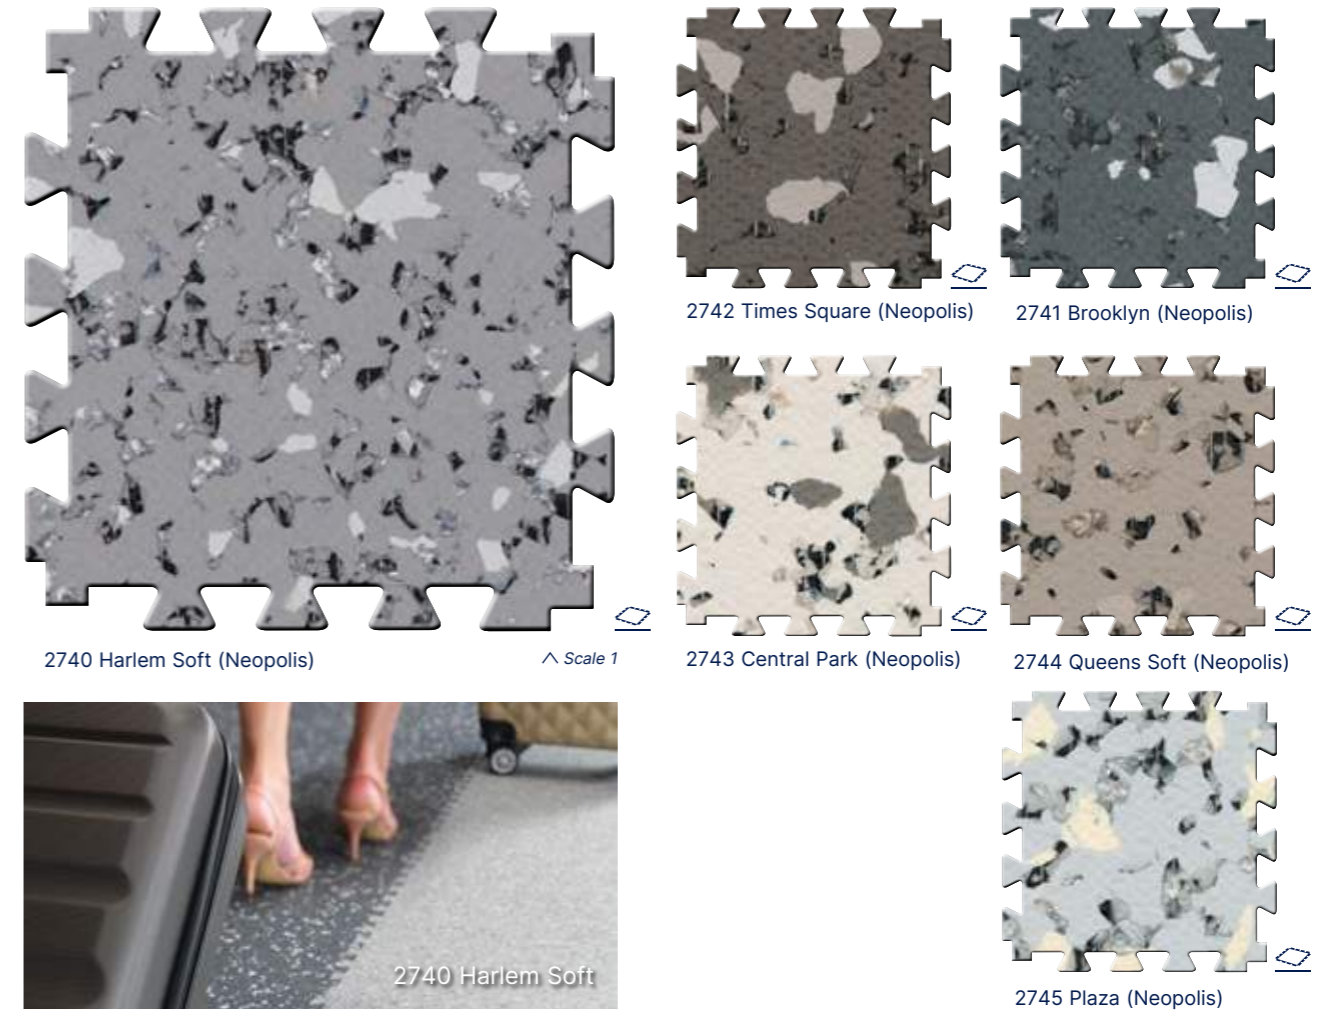 2742 Times Square (Neopolis)
2741 Brooklyn (Neopolis)
2740 Harlem Soft (Neopolis)
Scale 1
2743 Central Park (Neopolis)
2744 Queens Soft (Neopolis)
2740 Harlem Soft
2745 Plaza (Neopolis)